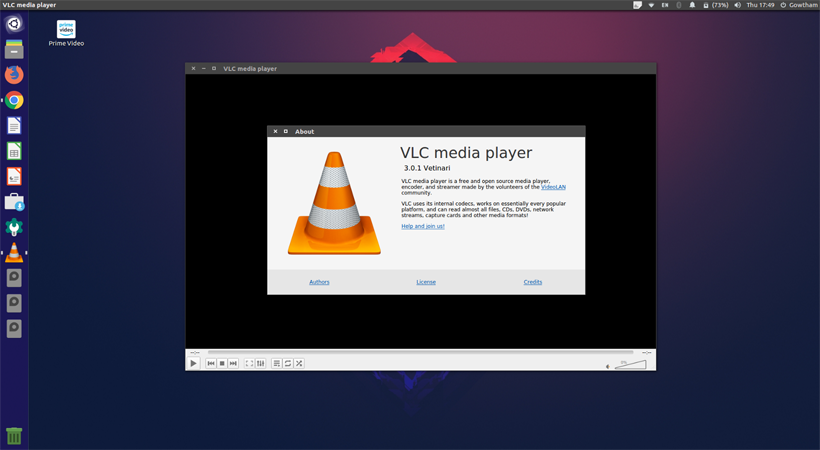 VLC media player
EN
(73%)
Thu 17:49
Gowtham
prime
video
Prime Video
VLC media player
About
VLC media player
3.0.1 Vetinari
VLC media player is a free and open source media player,
encoder, and streamer made by the volunteers of the VideoLAN
community.
VLC uses its internal codecs, works on essentially every popular
platform, and can read almost all files, CDs, DVDs, network
streams, capture cards and other media formats!
Help and join us!
Authors
License
Credits
--:--
--:--
0%